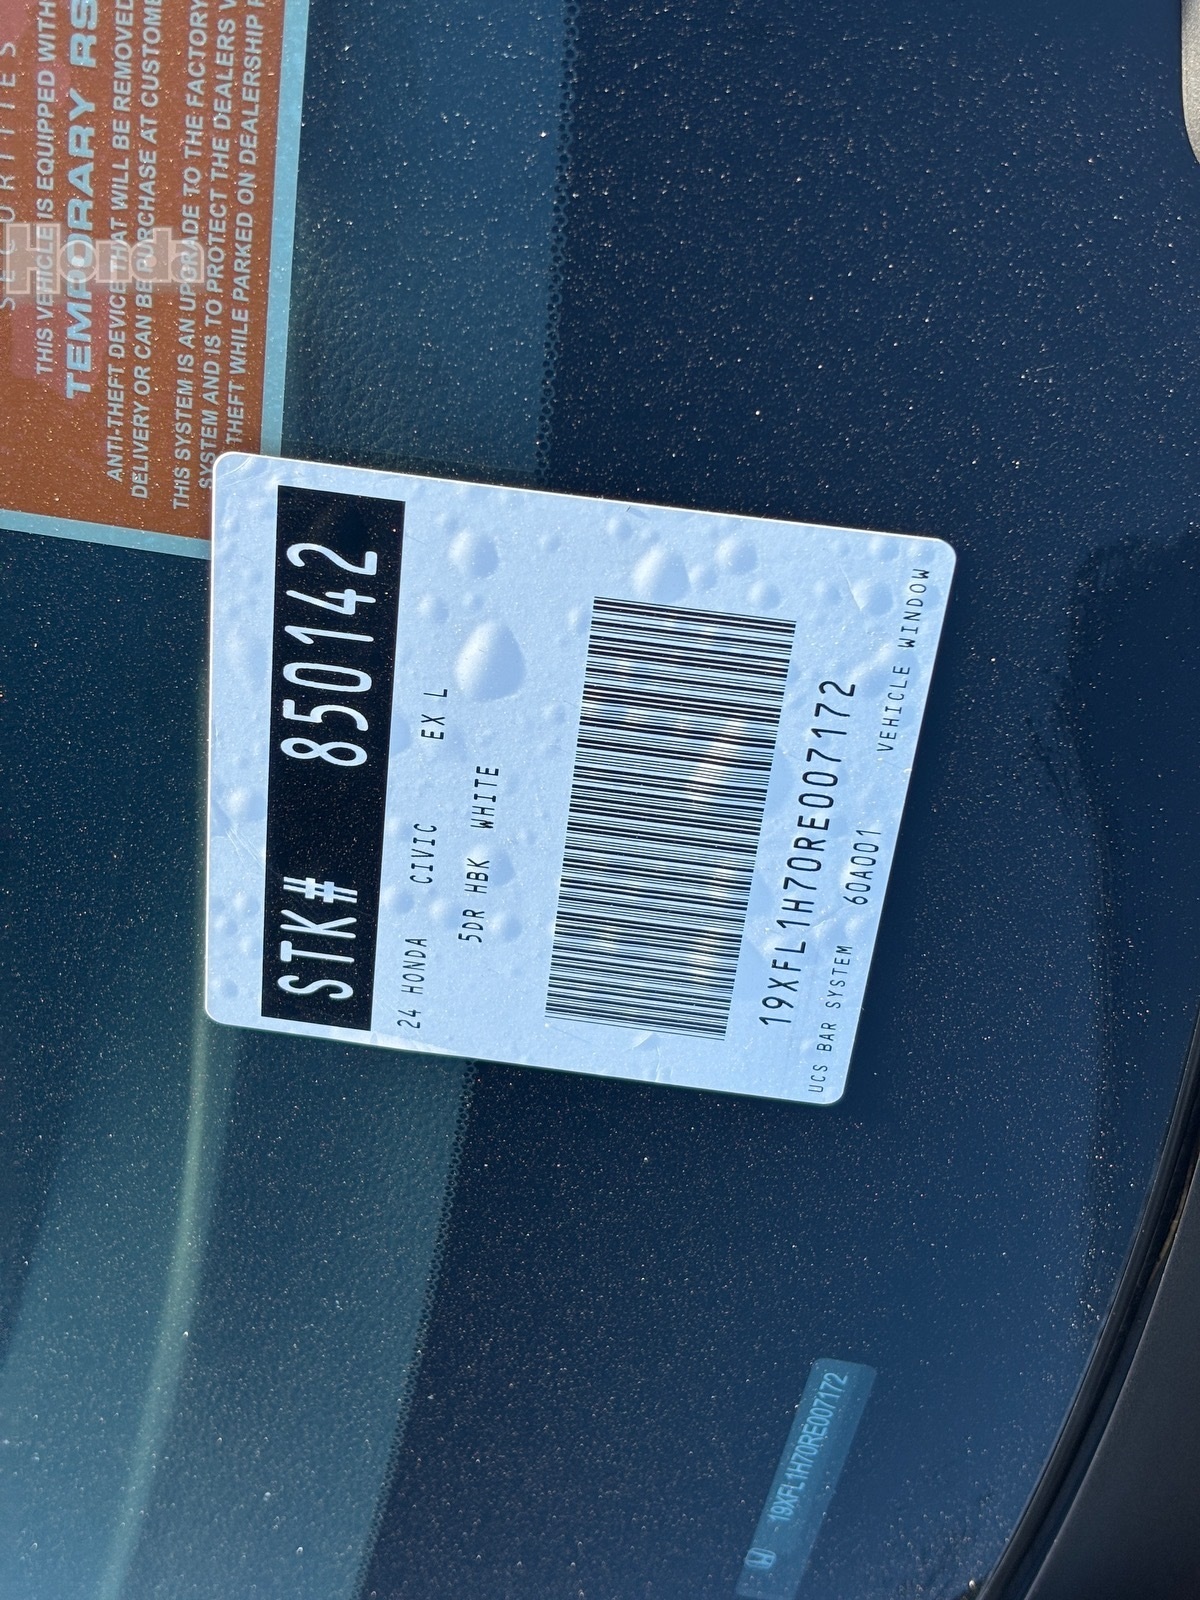 SECURITIES
THIS VEHICLE IS EQUIPPED WITH
TEMPORARY RS
ANTI-THEFT DEVICE THAT WILL BE REMOVED
DELIVERY OR CAN BE PURCHASE AT CUSTOME
THIS SYSTEM IS AN UPGRADE TO THE FACTORY
SYSTEM AND IS TO PROTECT THE DEALERS V
THEFT WHILE PARKED ON DEALERSHIP P
Honda
STK# 850142
24 HONDA CIVIC EX L
5DR HBK WHITE
19XFL1H70RE007172
UCS BAR SYSTEM 60A001 VEHICLE WINDOW
19XFL1H70RE007172